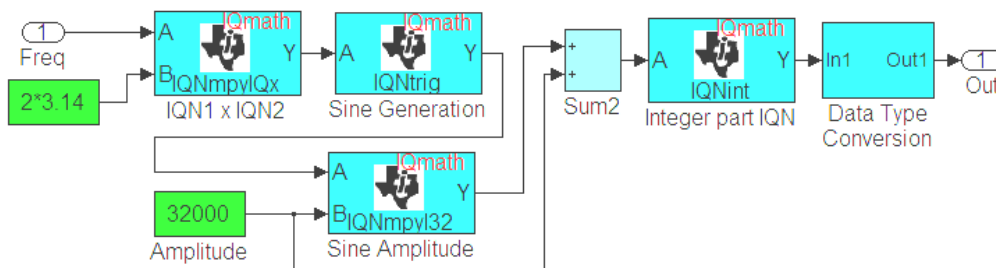 1
Freq
2*3.14
IQmath
A
B
Y
IQNmpyIQx
IQN1 x IQN2
IQmath
A
Y
IQNtrig
Sine Generation
+
+
Sum2
IQmath
A
Y
IQNint
Integer part IQN
In1
Out1
Data Type
Conversion
1
Out
32000
Amplitude
IQmath
A
B
Y
IQNmpyI32
Sine Amplitude